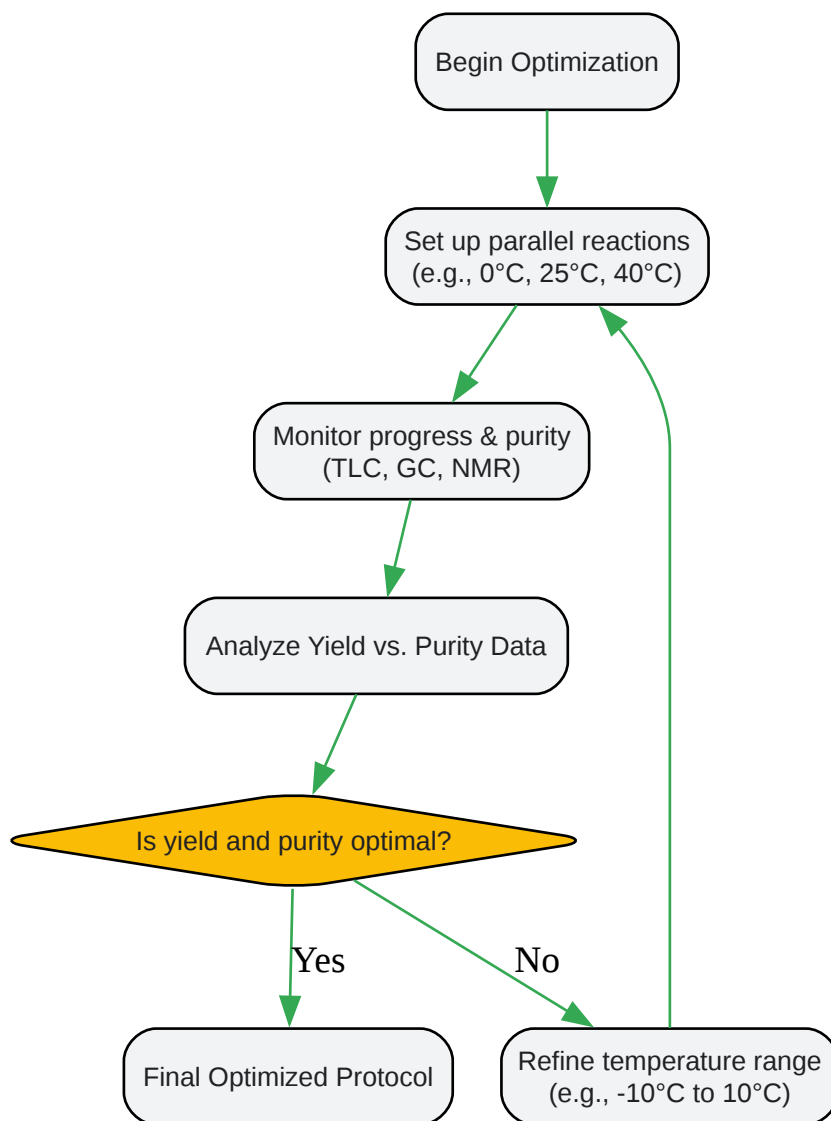 Begin Optimization
Set up parallel reactions
(e.g., 0°C, 25°C, 40°C)
Monitor progress & purity
(TLC, GC, NMR)
Analyze Yield vs. Purity Data
Is yield and purity optimal?
Yes
No
Final Optimized Protocol
Refine temperature range
(e.g., -10°C to 10°C)